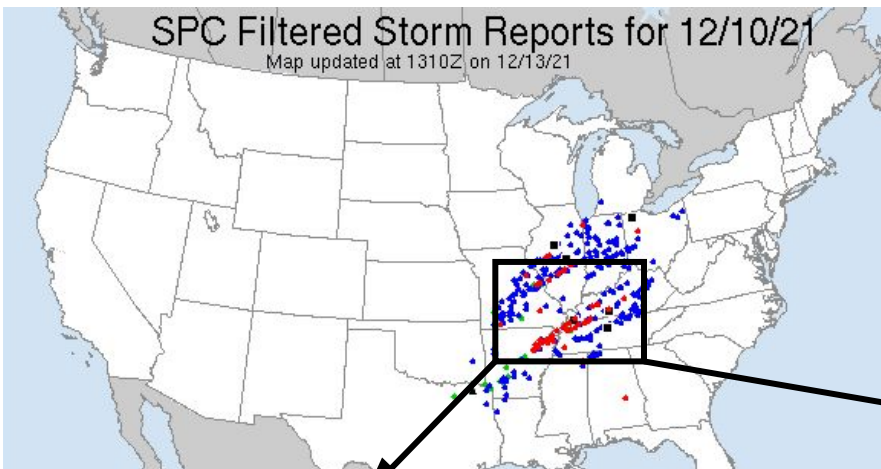 SPC Filtered Storm Reports for 12/10/21
Map updated at 1310Z on 12/13/21